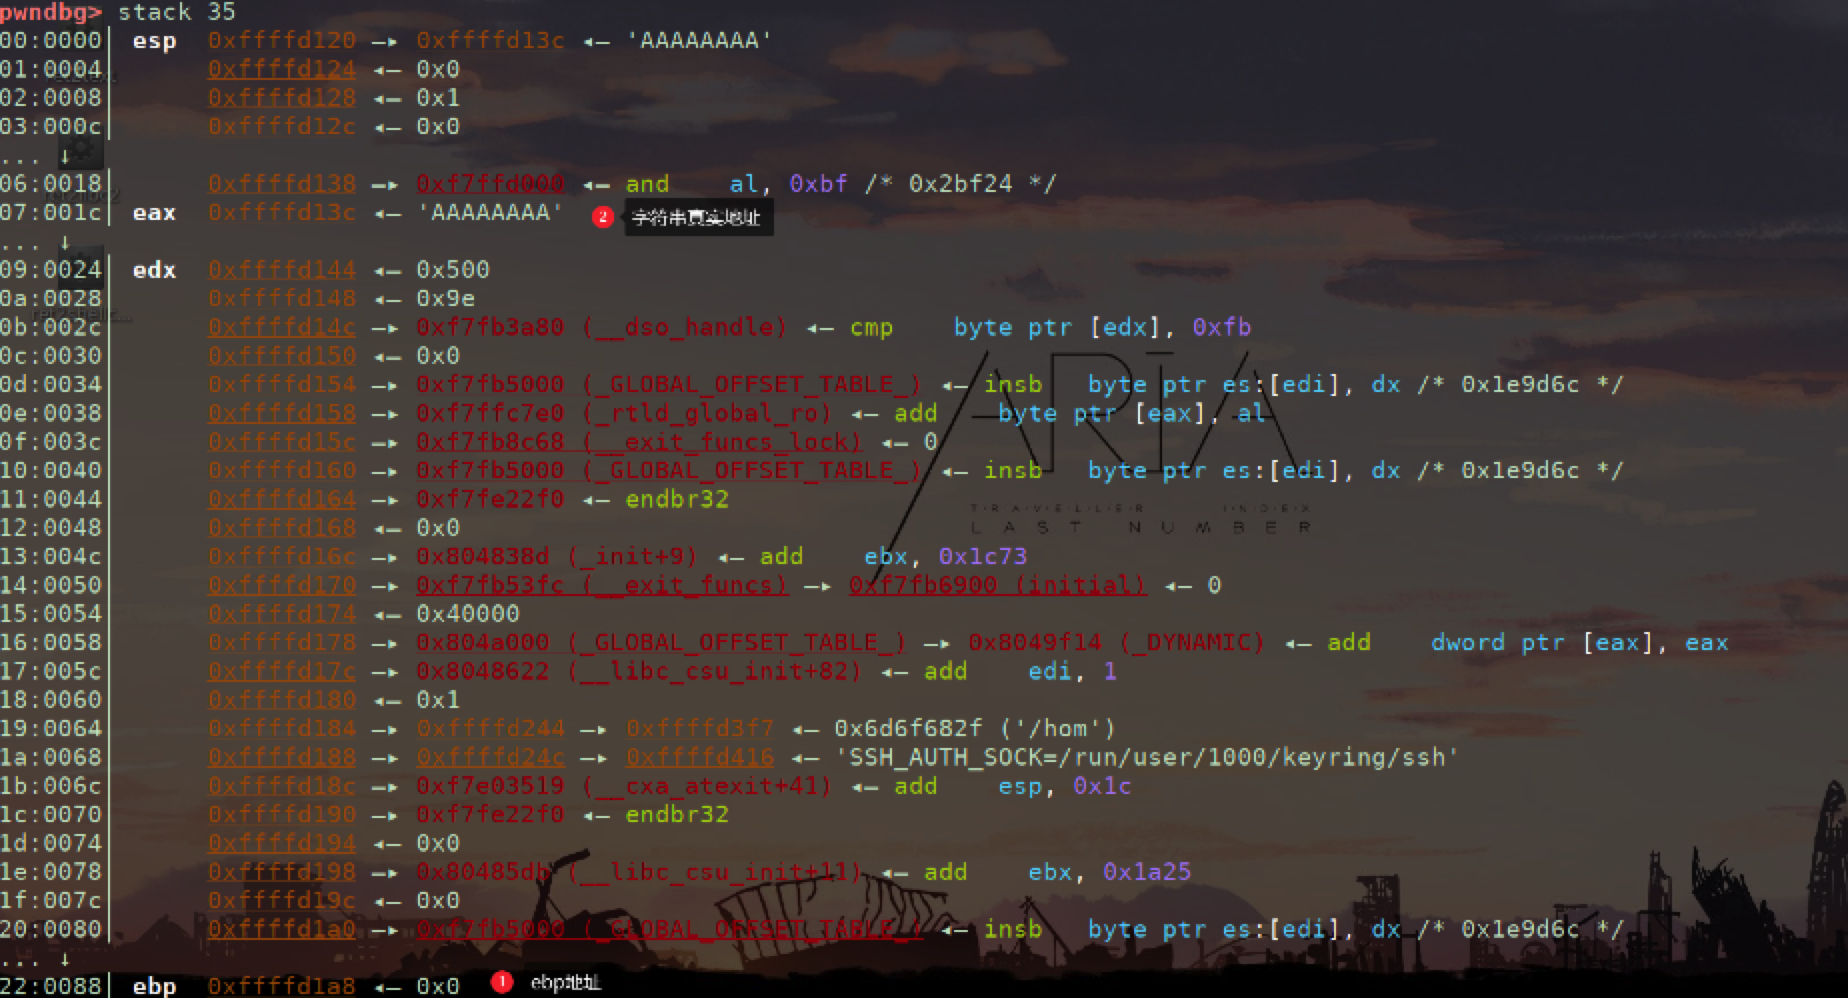 pwndbg> stack 35
00:0000│ esp 0xffffd120 —▸ 0xffffd13c ◂— 'AAAAAAAA'
01:0004│ 0xffffd124 ◂— 0x0
02:0008│ 0xffffd128 ◂— 0x1
03:000c│ 0xffffd12c ◂— 0x0
... ↓
06:0018│ 0xffffd138 —▸ 0xf7ffd000 ◂— and al, 0xbf /* 0x2bf24 */
07:001c│ eax 0xffffd13c ◂— 'AAAAAAAA' 2 字符串真实地址
... ↓
09:0024│ edx 0xffffd144 ◂— 0x500
0a:0028│ 0xffffd148 ◂— 0x9e
0b:002c│ 0xffffd14c —▸ 0xf7fb3a80 (__dso_handle) ◂— cmp byte ptr [edx], 0xfb
0c:0030│ 0xffffd150 ◂— 0x0
0d:0034│ 0xffffd154 —▸ 0xf7fb5000 (_GLOBAL_OFFSET_TABLE_) ◂— insb byte ptr es:[edi], dx /* 0x1e9d6c */
0e:0038│ 0xffffd158 —▸ 0xf7ffc7e0 (_rtld_global_ro) ◂— add byte ptr [eax], al
0f:003c│ 0xffffd15c —▸ 0xf7fb8c68 (__exit_funcs_lock) ◂— 0
10:0040│ 0xffffd160 —▸ 0xf7fb5000 (_GLOBAL_OFFSET_TABLE_) ◂— insb byte ptr es:[edi], dx /* 0x1e9d6c */
11:0044│ 0xffffd164 —▸ 0xf7fe22f0 ◂— endbr32
12:0048│ 0xffffd168 ◂— 0x0
13:004c│ 0xffffd16c —▸ 0x804838d (_init+9) ◂— add ebx, 0x1c73
14:0050│ 0xffffd170 —▸ 0xf7fb53fc (__exit_funcs) —▸ 0xf7fb6900 (initial) ◂— 0
15:0054│ 0xffffd174 ◂— 0x40000
16:0058│ 0xffffd178 —▸ 0x804a000 (_GLOBAL_OFFSET_TABLE_) —▸ 0x8049f14 (_DYNAMIC) ◂— add dword ptr [eax], eax
17:005c│ 0xffffd17c —▸ 0x8048622 (__libc_csu_init+82) ◂— add edi, 1
18:0060│ 0xffffd180 ◂— 0x1
19:0064│ 0xffffd184 —▸ 0xffffd244 —▸ 0xffffd3f7 ◂— 0x6d6f682f ('/hom')
1a:0068│ 0xffffd188 —▸ 0xffffd24c —▸ 0xffffd416 ◂— 'SSH_AUTH_SOCK=/run/user/1000/keyring/ssh'
1b:006c│ 0xffffd18c —▸ 0xf7e03519 (__cxa_atexit+41) ◂— add esp, 0x1c
1c:0070│ 0xffffd190 —▸ 0xf7fe22f0 ◂— endbr32
1d:0074│ 0xffffd194 ◂— 0x0
1e:0078│ 0xffffd198 —▸ 0x80485db (__libc_csu_init+11) ◂— add ebx, 0x1a25
1f:007c│ 0xffffd19c ◂— 0x0
20:0080│ 0xffffd1a0 —▸ 0xf7fb5000 (_GLOBAL_OFFSET_TABLE_) ◂— insb byte ptr es:[edi], dx /* 0x1e9d6c */
... ↓
22:0088│ ebp 0xffffd1a8 ◂— 0x0 1 ebp地址
ARIA
LAST NUMBER